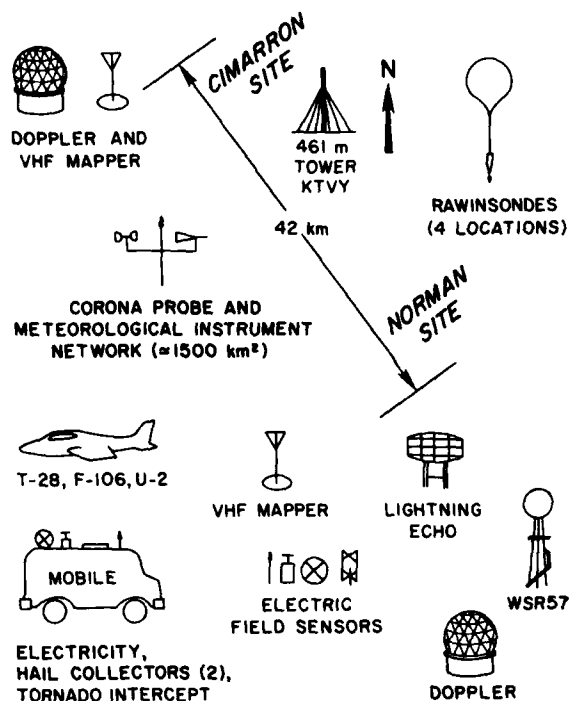 CIMARRON
SITE
N
DOPPLER AND
VHF MAPPER
461 m
TOWER
KTVY
RAWINSONDES
(4 LOCATIONS)
42 km
CORONA PROBE AND
METEOROLOGICAL INSTRUMENT
NETWORK (≈1500 km²)
NORMAN
SITE
T-28, F-106, U-2
VHF MAPPER
LIGHTNING
ECHO
WSR57
MOBILE
ELECTRIC
FIELD SENSORS
ELECTRICITY,
HAIL COLLECTORS (2),
TORNADO INTERCEPT
DOPPLER